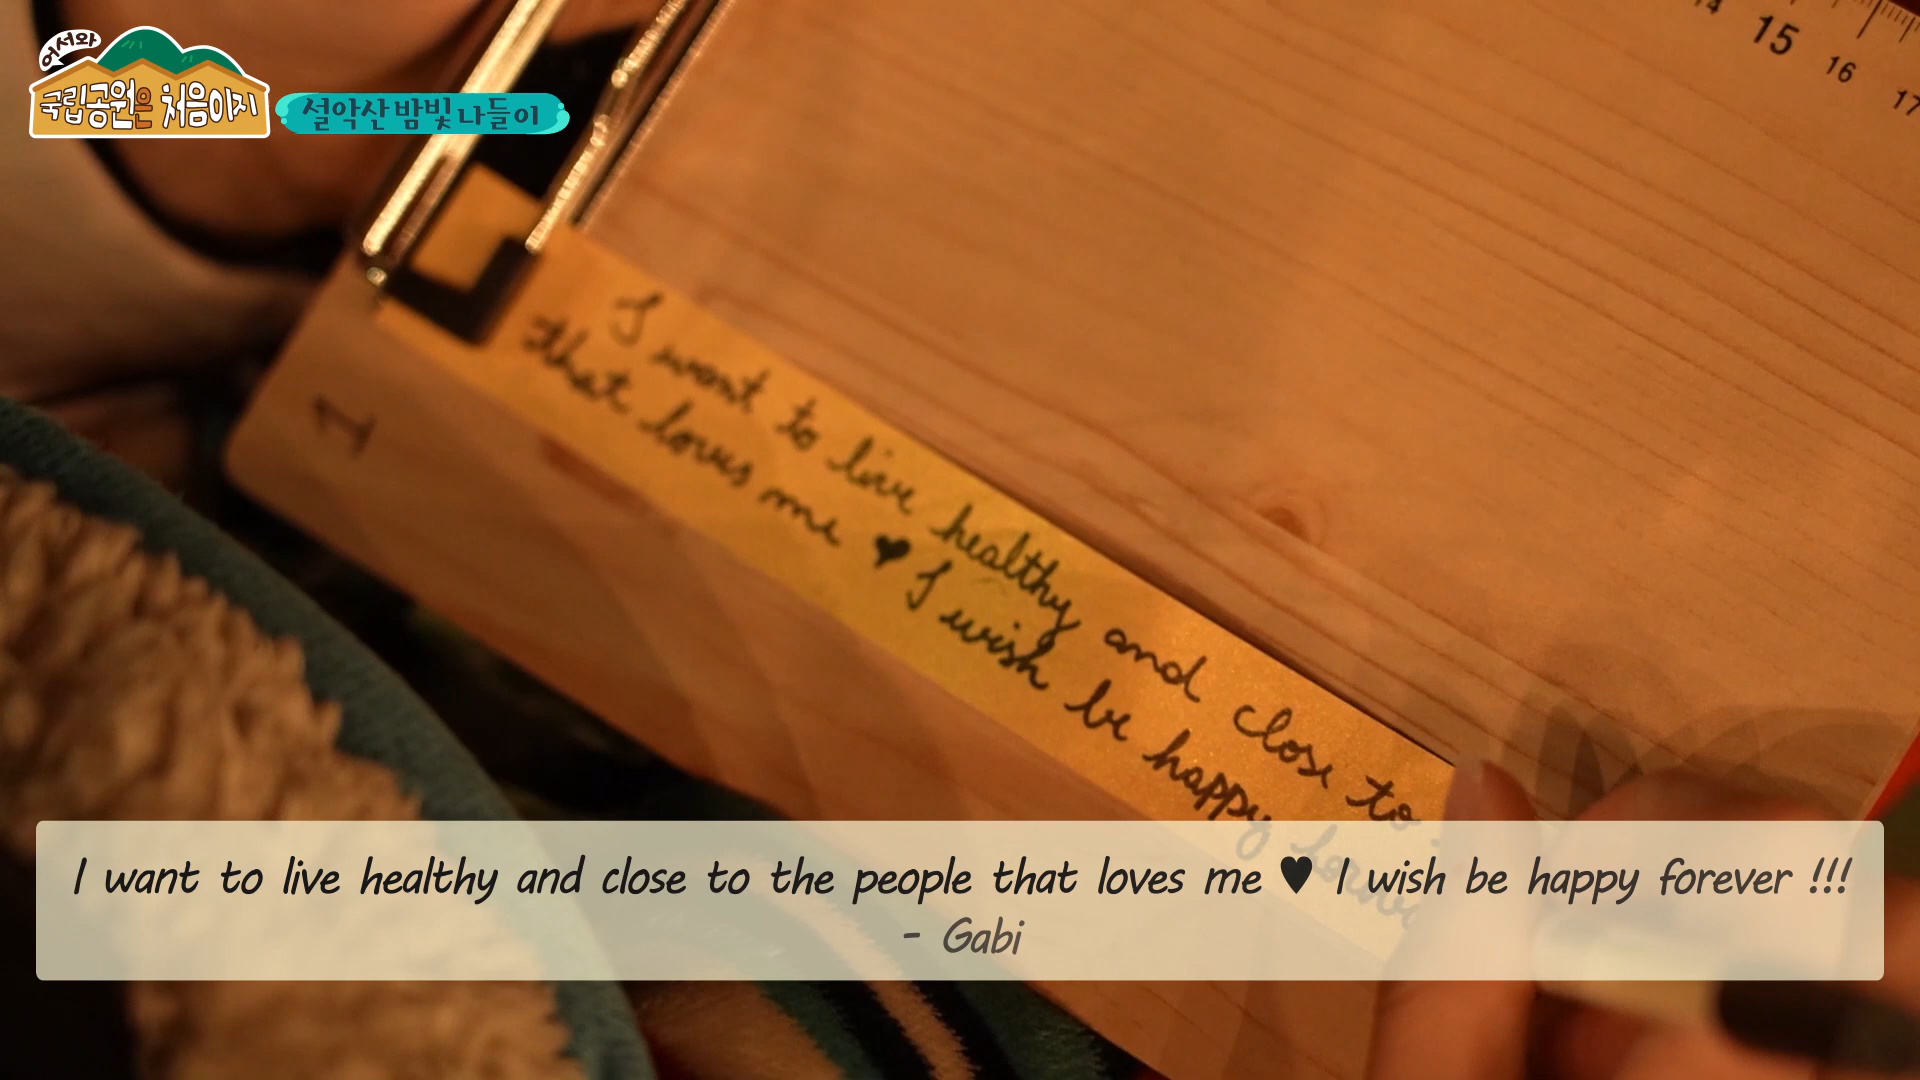 어서와
국립공원은 처음이지
설악산 밤빛 나들이
14 15 16 17
1
I want to live healthy and close to
that loves me ♥ I wish be happy
I want to live healthy and close to the people that loves me ♥ I wish be happy forever !!!
- Gabi